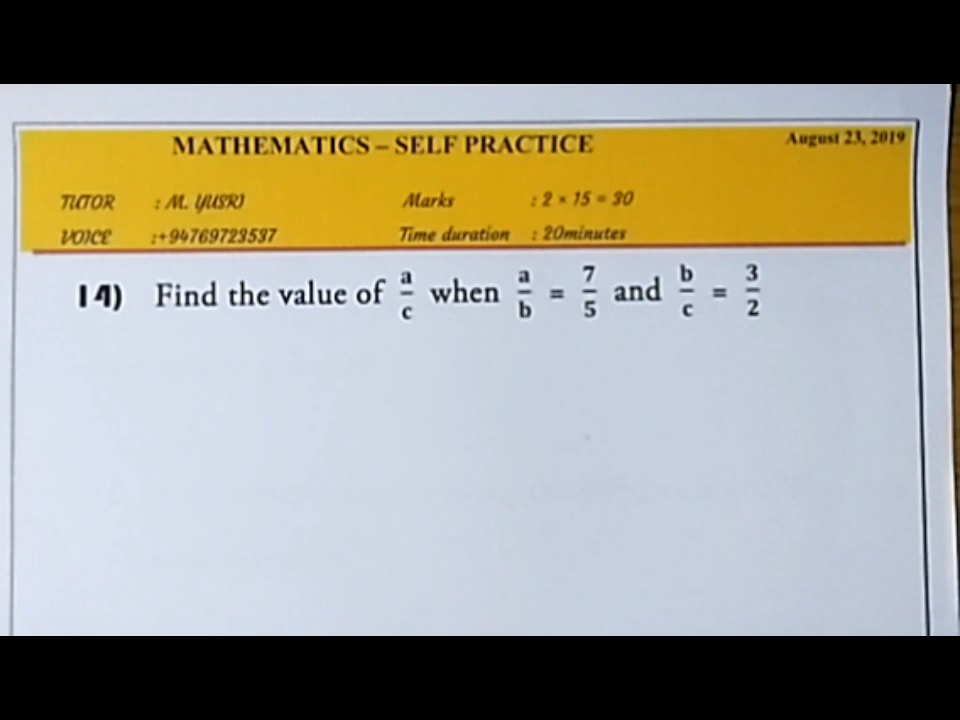 MATHEMATICS – SELF PRACTICE
August 23, 2019
TUTOR : M. YUSRI
Marks : 2 × 15 = 30
VOICE :+94769723537
Time duration : 20minutes
14) Find the value of a/c when a/b = 7/5 and b/c = 3/2